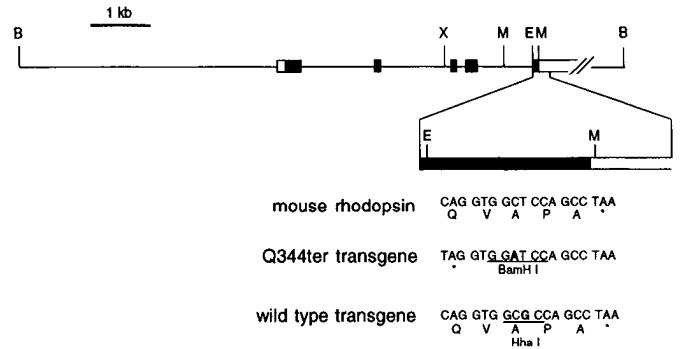 1 kb
B X M E M B
E M
mouse rhodopsin CAG GTG GCT CCA GCC TAA
Q V A P A *
Q344ter transgene TAG GTG GAT CCA GCC TAA
* BamH I
wild type transgene CAG GTG GCG CCA GCC TAA
Q V A P A *
Hha I